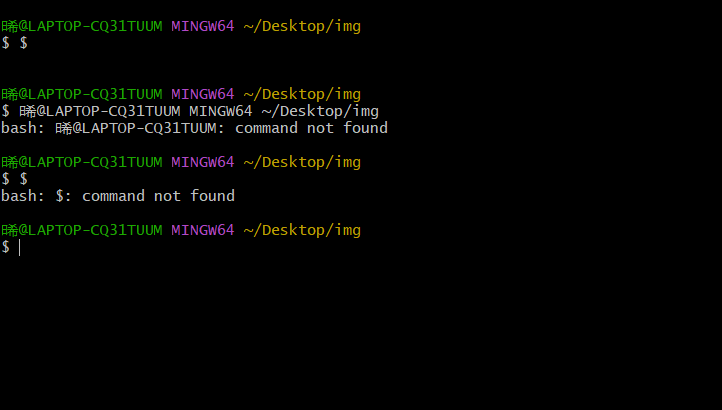 晞@LAPTOP-CQ31TUUM MINGW64 ~/Desktop/img
$ $
晞@LAPTOP-CQ31TUUM MINGW64 ~/Desktop/img
$ 晞@LAPTOP-CQ31TUUM MINGW64 ~/Desktop/img
bash: 晞@LAPTOP-CQ31TUUM: command not found
晞@LAPTOP-CQ31TUUM MINGW64 ~/Desktop/img
$ $
bash: $: command not found
晞@LAPTOP-CQ31TUUM MINGW64 ~/Desktop/img
$